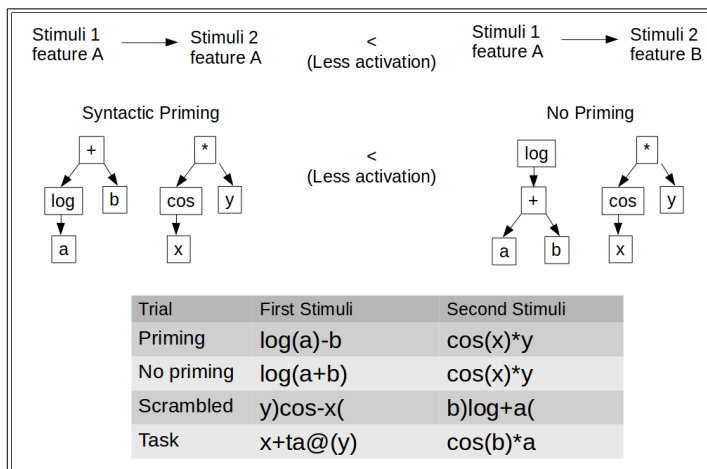 Stimuli 1
feature A
Stimuli 2
feature A
<
(Less activation)
Stimuli 1
feature A
Stimuli 2
feature B
Syntactic Priming
No Priming
+
log
b
a
*
cos
y
x
<
(Less activation)
log
+
a
b
*
cos
y
x
Trial First Stimuli Second Stimuli
Priming log(a)-b cos(x)*y
No priming log(a+b) cos(x)*y
Scrambled y)cos-x( b)log+a(
Task x+ta@(y) cos(b)*a